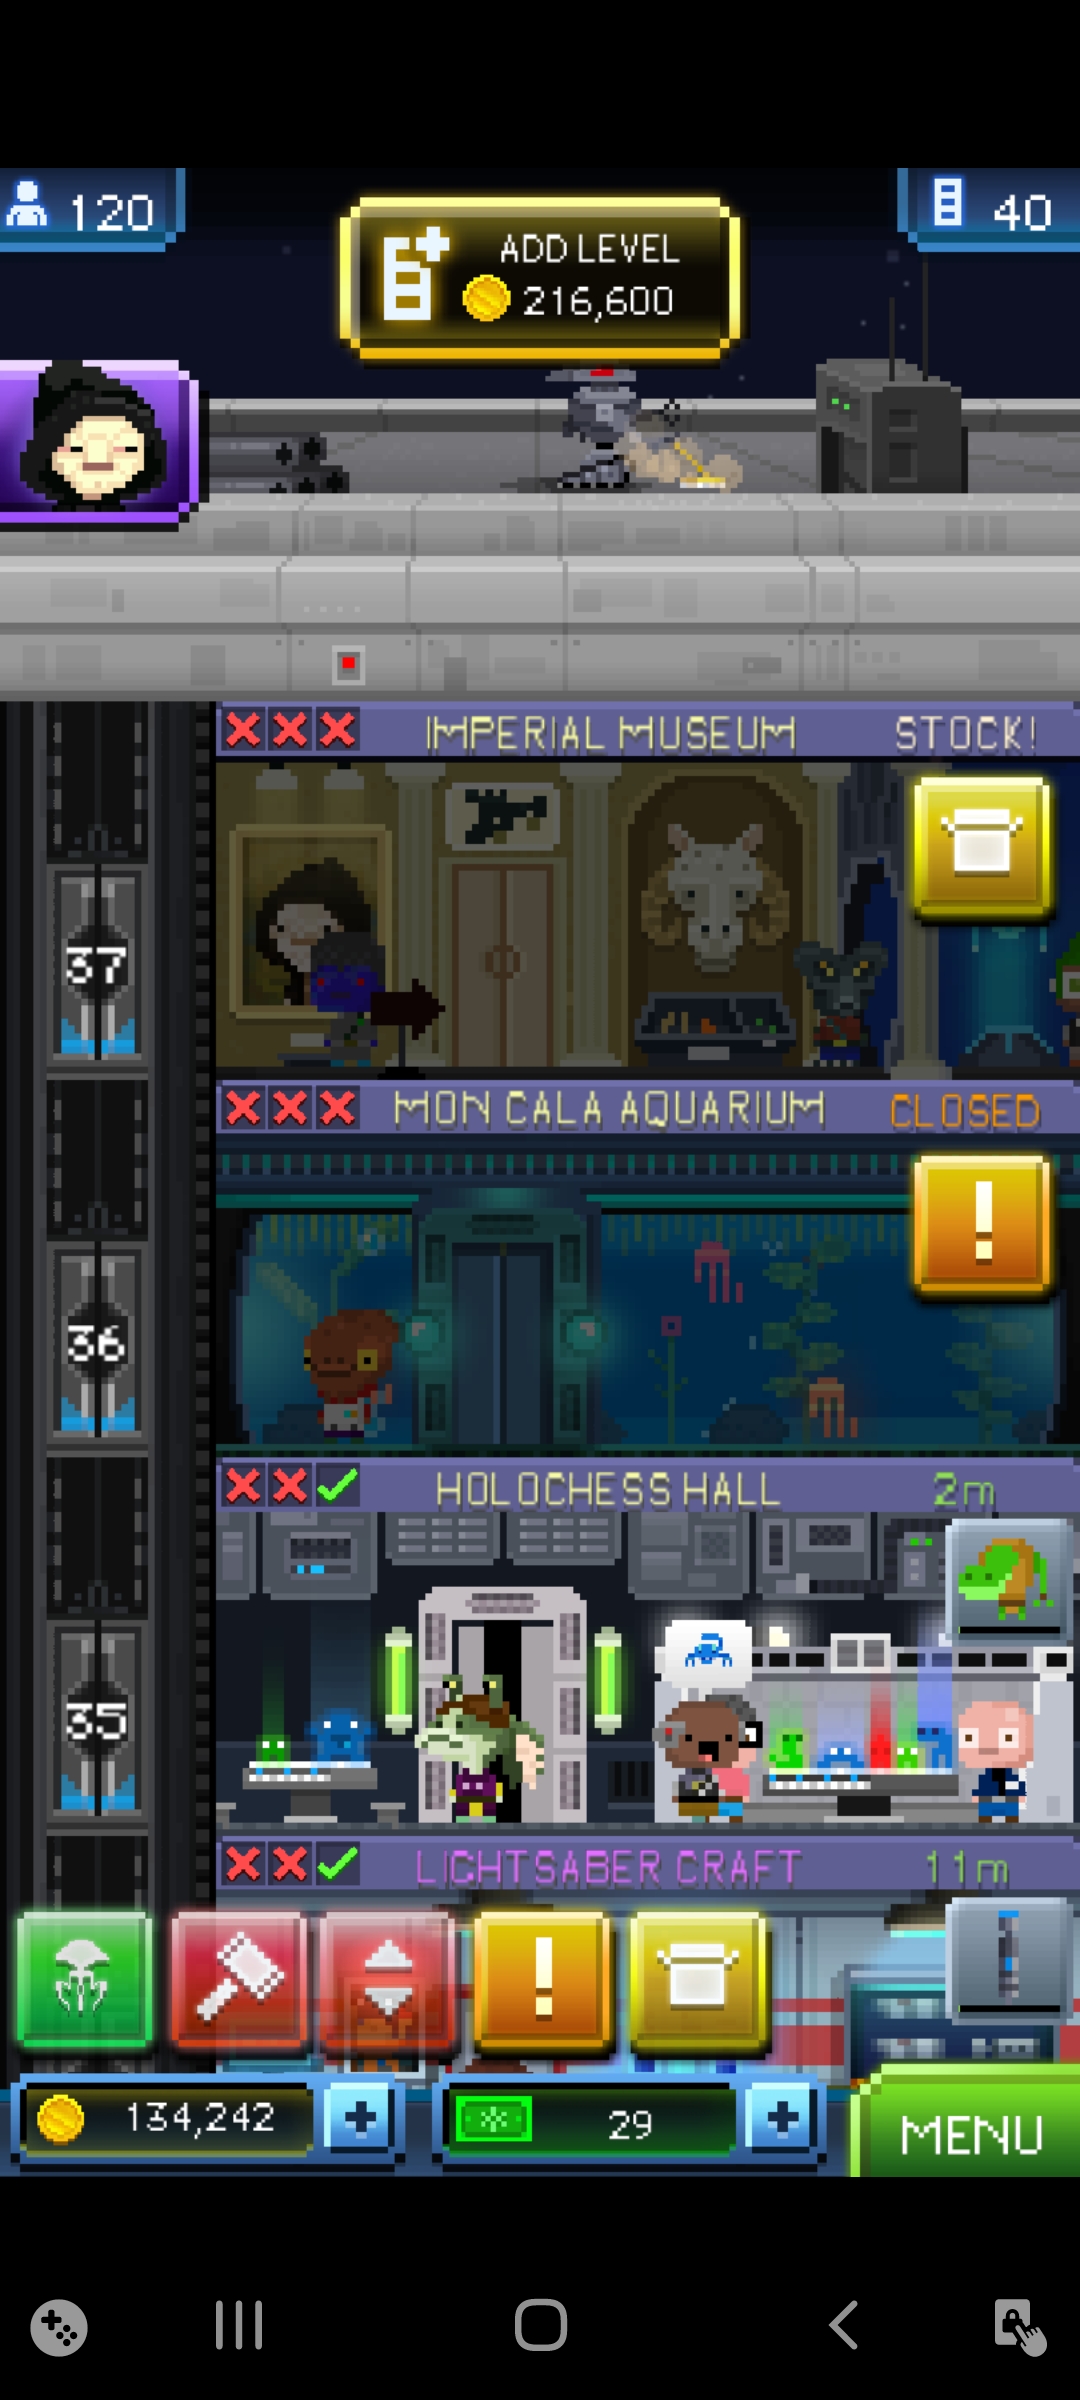 120
ADD LEVEL
216,600
40
IMPERIAL MUSEUM
STOCK!
37
MON CALA AQUARIUM
CLOSED
!
36
HOLOCHESS HALL
2m
35
LIGHTSABER CRAFT
11m
!
134,242
+
29
+
MENU